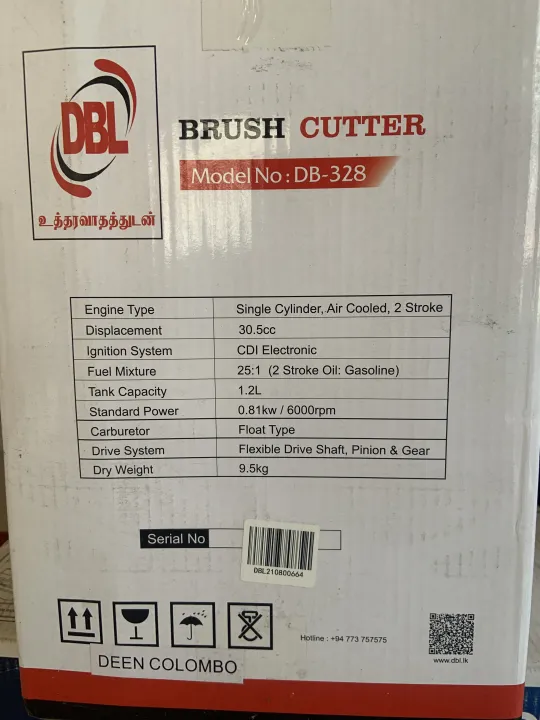 DBL
உத்தரவாதத்துடன்
BRUSH CUTTER
Model No : DB-328
Engine Type Single Cylinder, Air Cooled, 2 Stroke
Displacement 30.5cc
Ignition System CDI Electronic
Fuel Mixture 25:1 (2 Stroke Oil: Gasoline)
Tank Capacity 1.2L
Standard Power 0.81kw / 6000rpm
Carburetor Float Type
Drive System Flexible Drive Shaft, Pinion & Gear
Dry Weight 9.5kg
Serial No
DBL210800664
Hotline : +94 773 757575
www.dbl.lk
DEEN COLOMBO